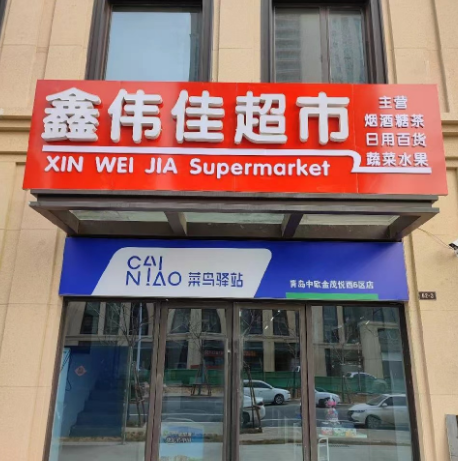 鑫伟佳超市
XIN WEI JIA Supermarket
主营
烟酒糖茶
日用百货
蔬菜水果
CAI
NIAO 菜鸟驿站
青岛中欧金茂悦西6区店